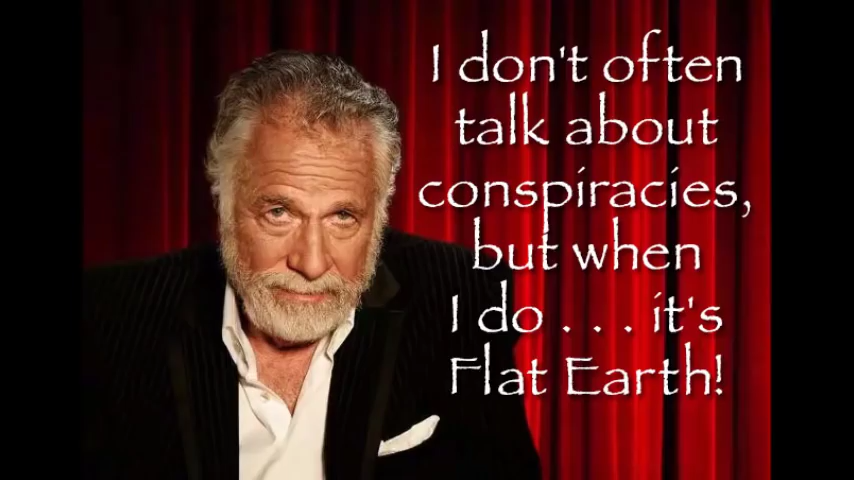 I don't often
talk about
conspiracies,
but when
I do . . . it's
Flat Earth!